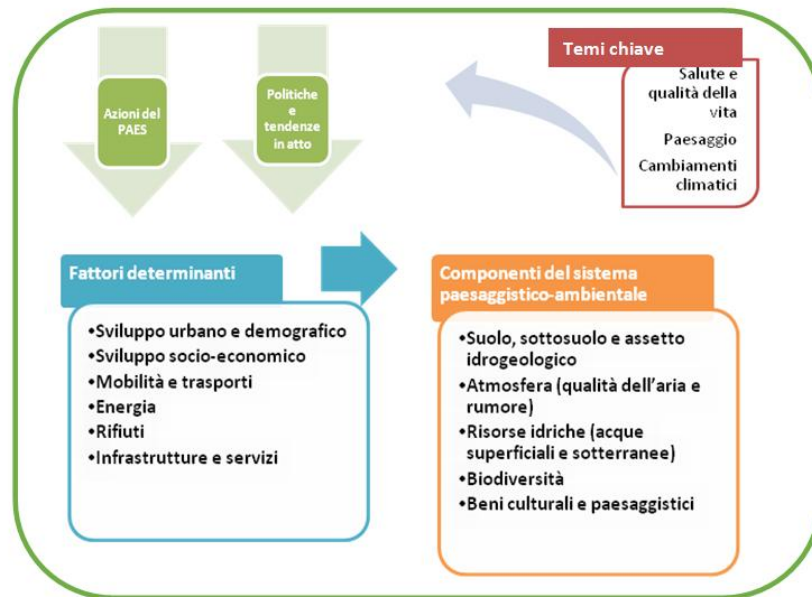 Azioni del
PAES
Politiche
e
tendenze
in atto
Temi chiave
Salute e
qualità della
vita
Paesaggio
Cambiamenti
climatici
Fattori determinanti
•Sviluppo urbano e demografico
•Sviluppo socio-economico
•Mobilità e trasporti
•Energia
•Rifiuti
•Infrastrutture e servizi
Componenti del sistema
paesaggistico-ambientale
•Suolo, sottosuolo e assetto
idrogeologico
•Atmosfera (qualità dell'aria e
rumore)
•Risorse idriche (acque
superficiali e sotterranee)
•Biodiversità
•Beni culturali e paesaggistici